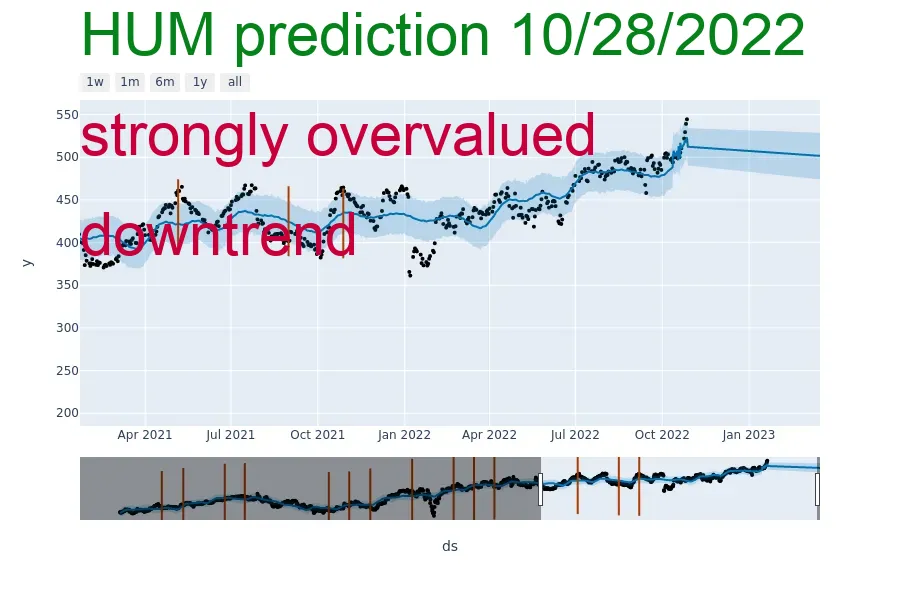 HUM prediction 10/28/2022
1w 1m 6m 1y all
strongly overvalued
downtrend
550
500
450
400
350
300
250
200
y
Apr 2021 Jul 2021 Oct 2021 Jan 2022 Apr 2022 Jul 2022 Oct 2022 Jan 2023
ds